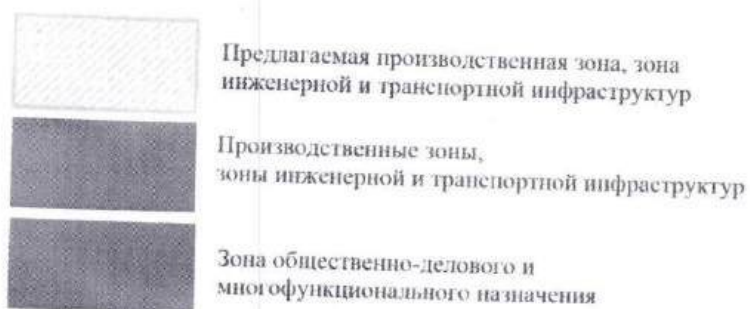 Предлагаемая производственная зона, зона
инженерной и транспортной инфраструктур
Производственные зоны,
зоны инженерной и транспортной инфраструктур
Зона общественно-делового и
многофункционального назначения